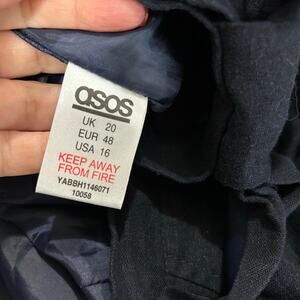 asos
UK 20
EUR 48
USA 16
KEEP AWAY
FROM FIRE
YABBH1146071
10058